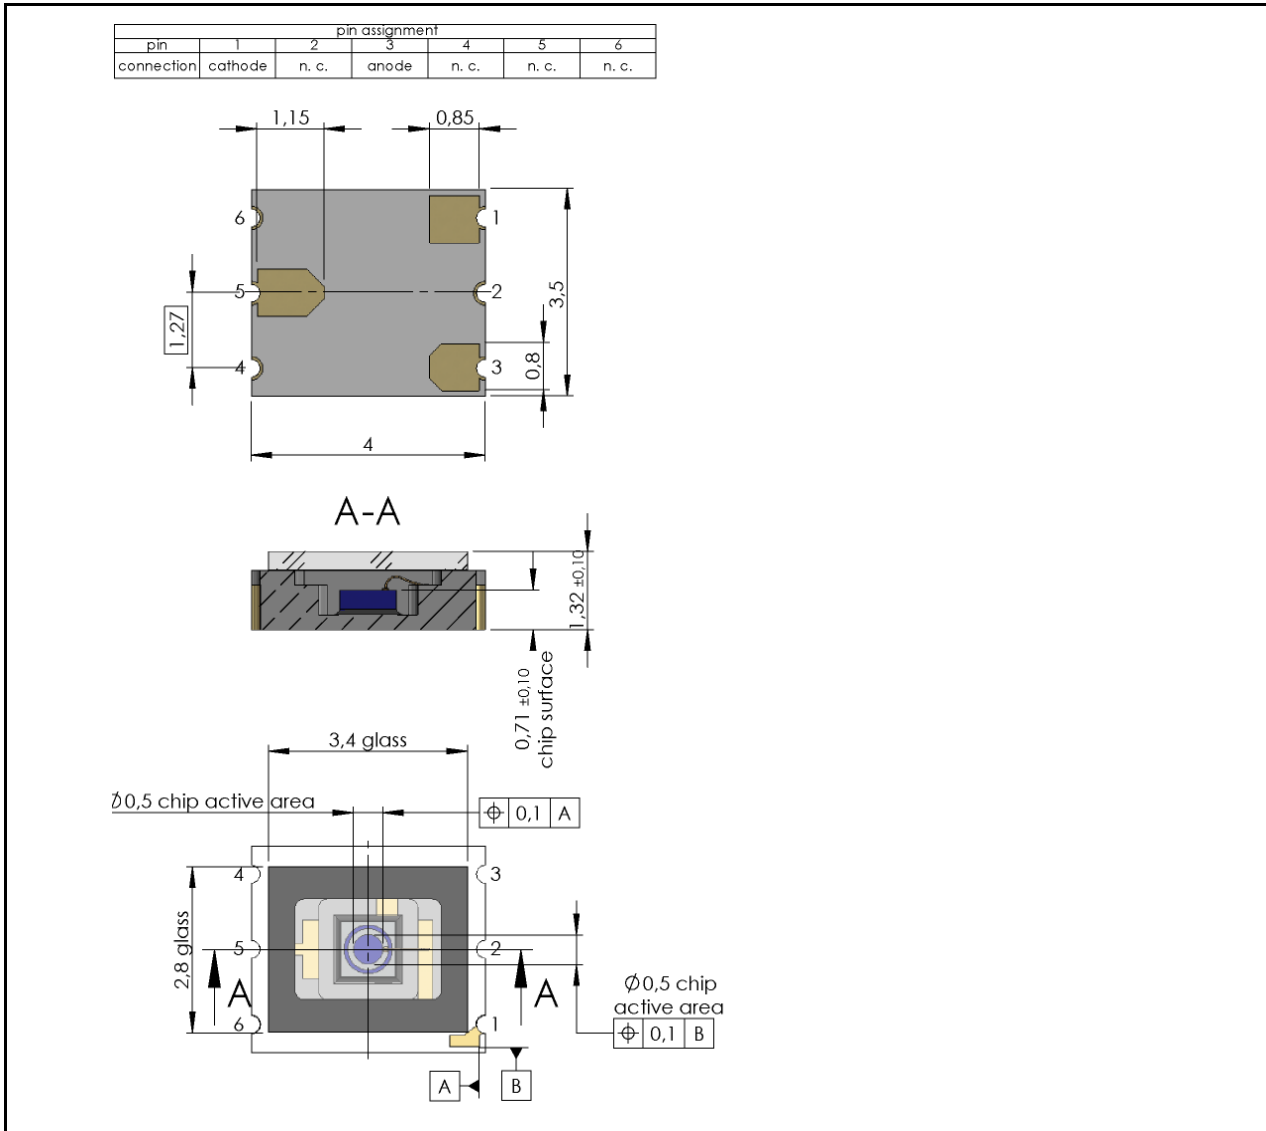 pin assignment
pin 1 2 3 4 5 6
connection cathode n. c. anode n. c. n. c. n. c.
1,15 0,85
6 1
5 2
4 3
1,27
3,5
0,8
4
A-A
1,32 ±0,10
0,71 ±0,10
chip surface
3,4 glass
Ø0,5 chip active area
⌖ 0,1 A
4 3
2,8 glass
5 2
A A
6 1
Ø0,5 chip
active area
⌖ 0,1 B
A B